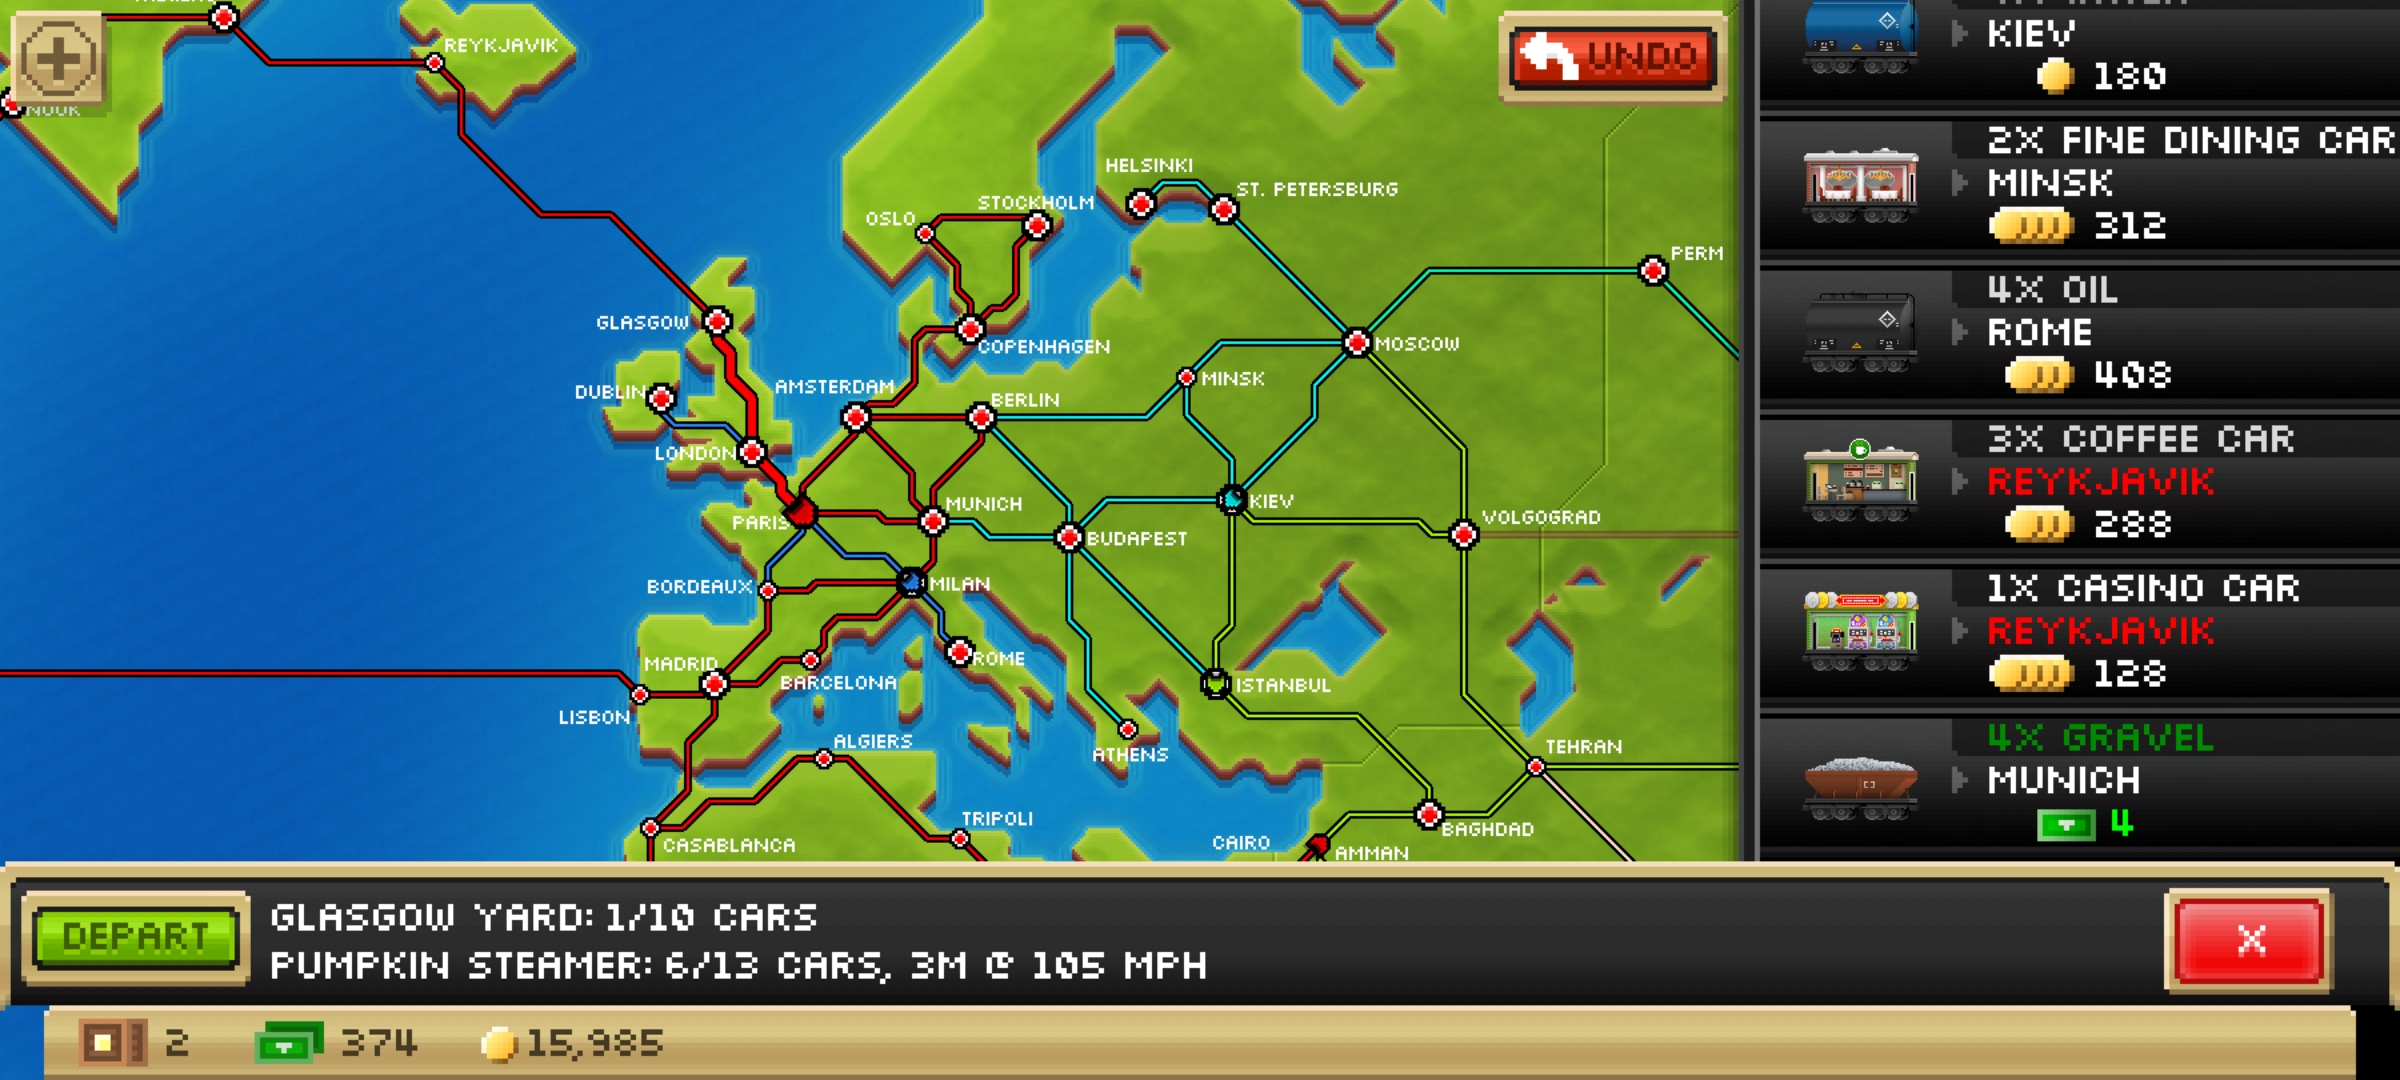 REYKJAVIK
NUUK
UNDO
HELSINKI
ST. PETERSBURG
STOCKHOLM
OSLO
PERM
GLASGOW
COPENHAGEN
MOSCOW
DUBLIN
AMSTERDAM
BERLIN
MINSK
LONDON
PARIS
MUNICH
KIEV
VOLGOGRAD
BUDAPEST
BORDEAUX
MILAN
MADRID
ROME
BARCELONA
ISTANBUL
LISBON
ALGIERS
ATHENS
TEHRAN
CASABLANCA
TRIPOLI
CAIRO
BAGHDAD
AMMAN
KIEV
180
2X FINE DINING CAR
MINSK
312
4X OIL
ROME
408
3X COFFEE CAR
REYKJAVIK
288
1X CASINO CAR
REYKJAVIK
128
4X GRAVEL
MUNICH
4
DEPART
GLASGOW YARD: 1/10 CARS
PUMPKIN STEAMER: 6/13 CARS, 3M @ 105 MPH
X
2
374
15,985